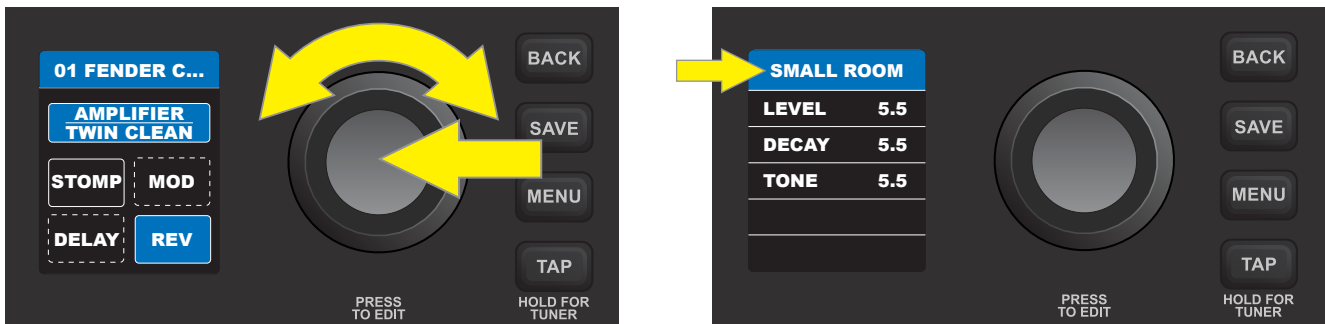 01 FENDER C...
AMPLIFIER
TWIN CLEAN
STOMP MOD
DELAY REV
BACK
SAVE
MENU
TAP
PRESS
TO EDIT
HOLD FOR
TUNER
SMALL ROOM
LEVEL 5.5
DECAY 5.5
TONE 5.5
BACK
SAVE
MENU
TAP
PRESS
TO EDIT
HOLD FOR
TUNER